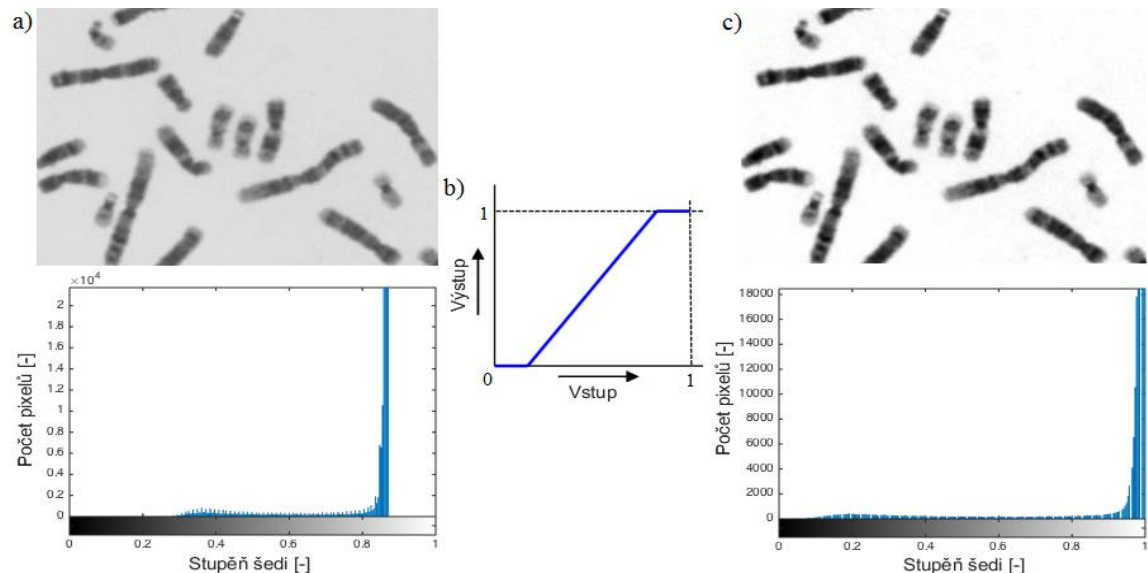 a)
×10⁴
2
1.8
1.6
1.4
1.2
1
0.8
0.6
0.4
0.2
0
Počet pixelů [-]
0 0.2 0.4 0.6 0.8 1
Stupěň šedi [-]
b)
1
Výstup
0 1
Vstup
c)
18000
16000
14000
12000
10000
8000
6000
4000
2000
0
Počet pixelů [-]
0 0.2 0.4 0.6 0.8 1
Stupěň šedi [-]